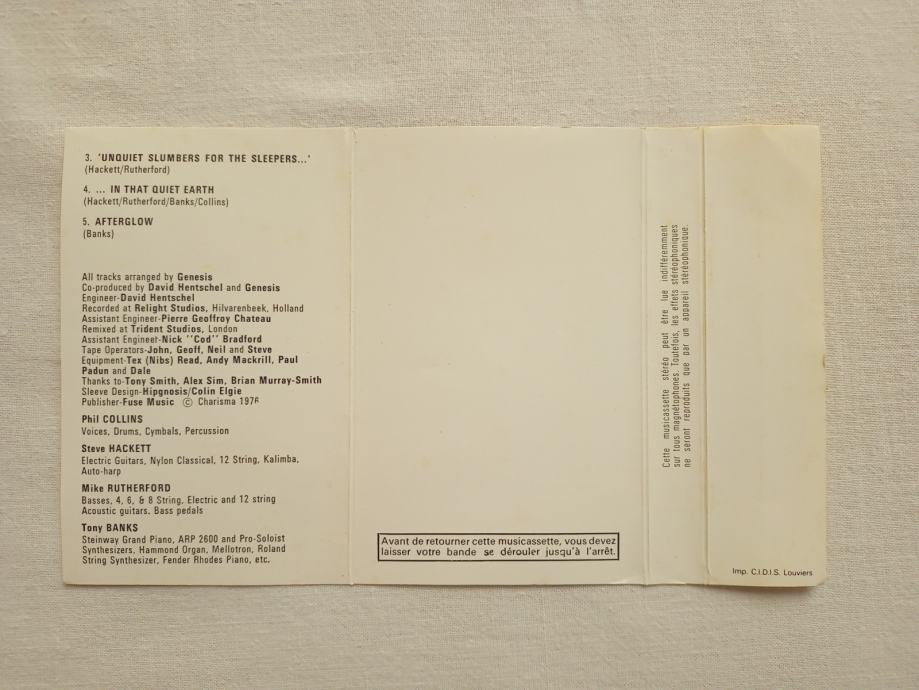 3. 'UNQUIET SLUMBERS FOR THE SLEEPERS...'
(Hackett/Rutherford)
4. ... IN THAT QUIET EARTH
(Hackett/Rutherford/Banks/Collins)
5. AFTERGLOW
(Banks)
All tracks arranged by Genesis
Co-produced by David Hentschel and Genesis
Engineer-David Hentschel
Recorded at Relight Studios, Hilvarenbeek, Holland
Assistant Engineer-Pierre Geoffroy Chateau
Remixed at Trident Studios, London
Assistant Engineer-Nick ''Cod'' Bradford
Tape Operators-John, Geoff, Neil and Steve
Equipment-Tex (Nibs) Read, Andy Mackrill, Paul
Padun and Dale
Thanks to-Tony Smith, Alex Sim, Brian Murray-Smith
Sleeve Design-Hipgnosis/Colin Elgie
Publisher-Fuse Music © Charisma 1976
Phil COLLINS
Voices, Drums, Cymbals, Percussion
Steve HACKETT
Electric Guitars, Nylon Classical, 12 String, Kalimba,
Auto-harp
Mike RUTHERFORD
Basses, 4, 6, & 8 String, Electric and 12 string
Acoustic guitars. Bass pedals
Tony BANKS
Steinway Grand Piano, ARP 2600 and Pro-Soloist
Synthesizers, Hammond Organ, Mellotron, Roland
String Synthesizer, Fender Rhodes Piano, etc.
Avant de retourner cette musicassette, vous devez
laisser votre bande se dérouler jusqu'à l'arrêt.
Cette musicassette stéréo peut être lue indifféremment
sur tous magnétophones. Toutefois, les effets stéréophoniques
ne seront reproduits que par un appareil stéréophonique.
Imp. C.I.D.I.S. Louviers